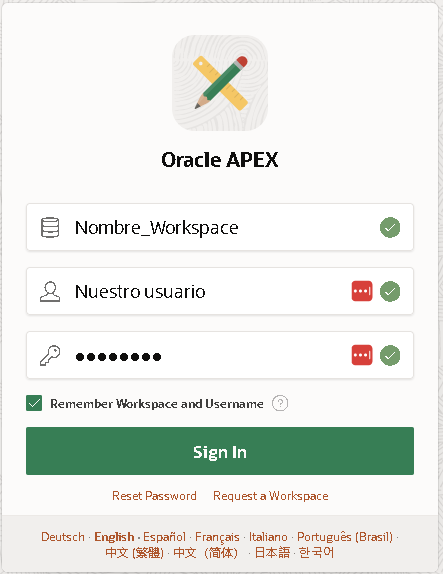 Oracle APEX
Nombre_Workspace
Nuestro usuario
●●●●●●●●
Remember Workspace and Username ?
Sign In
Reset Password Request a Workspace
Deutsch · English · Español · Français · Italiano · Português (Brasil) ·
中文 (繁體) · 中文（简体） · 日本語 · 한국어